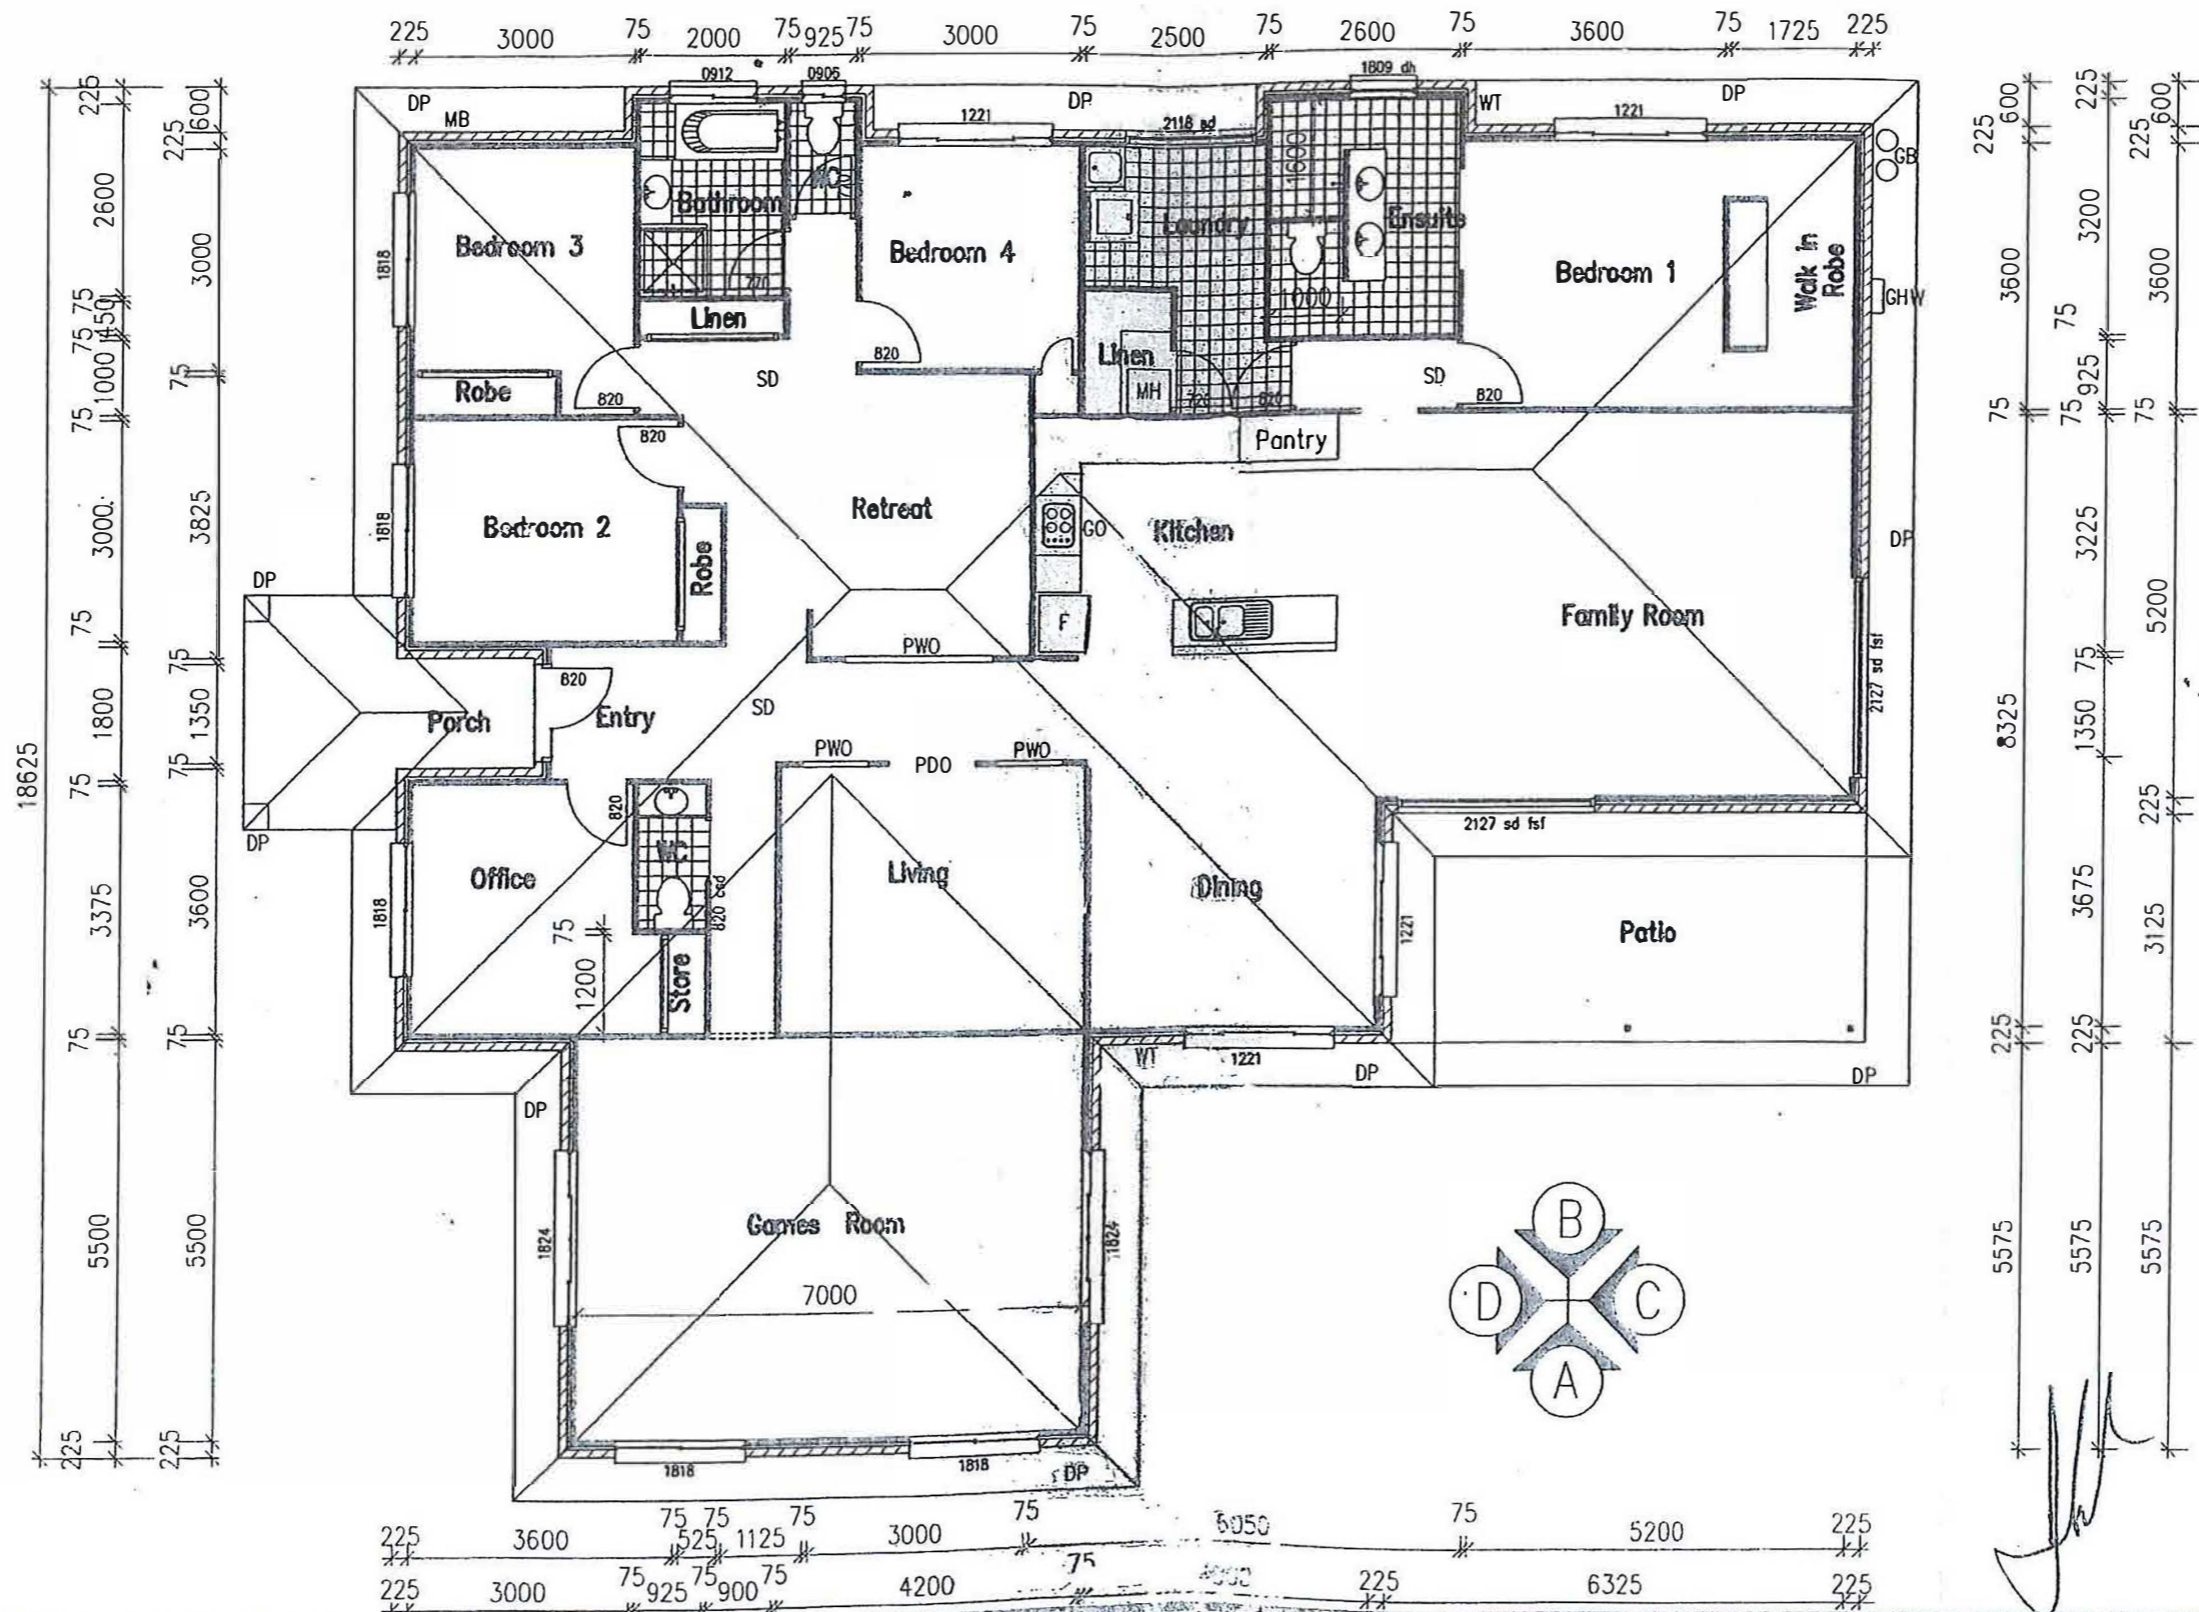 225 3000 75 2000 75 925 75 3000 75 2500 75 2600 75 3600 75 1725 225
0912 0906 1809 dh
DP MB 1221 DP 2118 sd WT 1221 DP
GB
1600
WC
Bathroom Laundry Ensuite
Bedroom 3 Bedroom 4 Bedroom 1 Walk in Robe
1818
770
1000 GHW
Linen
820 Linen
SD SD
Robe MH
820 720 820 820
820 Pantry
Retreat
Bedroom 2 GO Kitchen DP
1818
Robe
DP
F Family Room
PWO
820 2127 sd fsf
Porch Entry SD
PWO PDO PWO
820 2127 sd fsf
DP
WC
Office Living Dining
1818 820 csd 1221 Patio
75
1200 Store
WT 1221 DP DP
DP
Games Room
1824 1824
7000
1818 1818 DP
B
D C
A
18625
225 2600 75 450 75 1000 75 3000 75 1800 75 3375 75 5500 225
600 225 3000 75 3825 75 1350 75 3600 75 5500 225
600 225 3600 75 8325 225 5575
225 3200 75 925 75 3225 75 1350 3675 225 5575
600 225 3600 75 5200 225 3125 5575
225 3600 75 525 75 1125 75 3000 75 6050 75 5200 225
225 3000 75 925 75 900 75 4200 75 225 6325 225